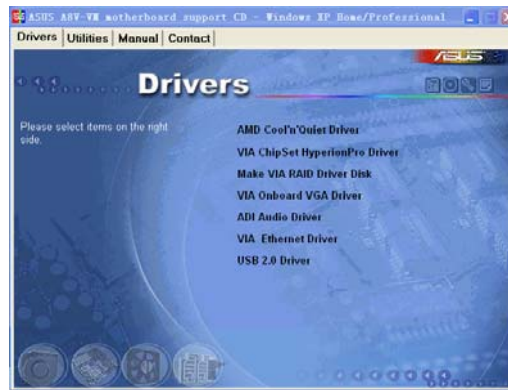 ASUS A8V-VM motherboard support CD - Windows XP Home/Professional
Drivers | Utilities | Manual | Contact |
/ISUS
Drivers
Please select items on the right
side.
AMD Cool'n'Quiet Driver
VIA ChipSet HyperionPro Driver
Make VIA RAID Driver Disk
VIA Onboard VGA Driver
ADI Audio Driver
VIA Ethernet Driver
USB 2.0 Driver